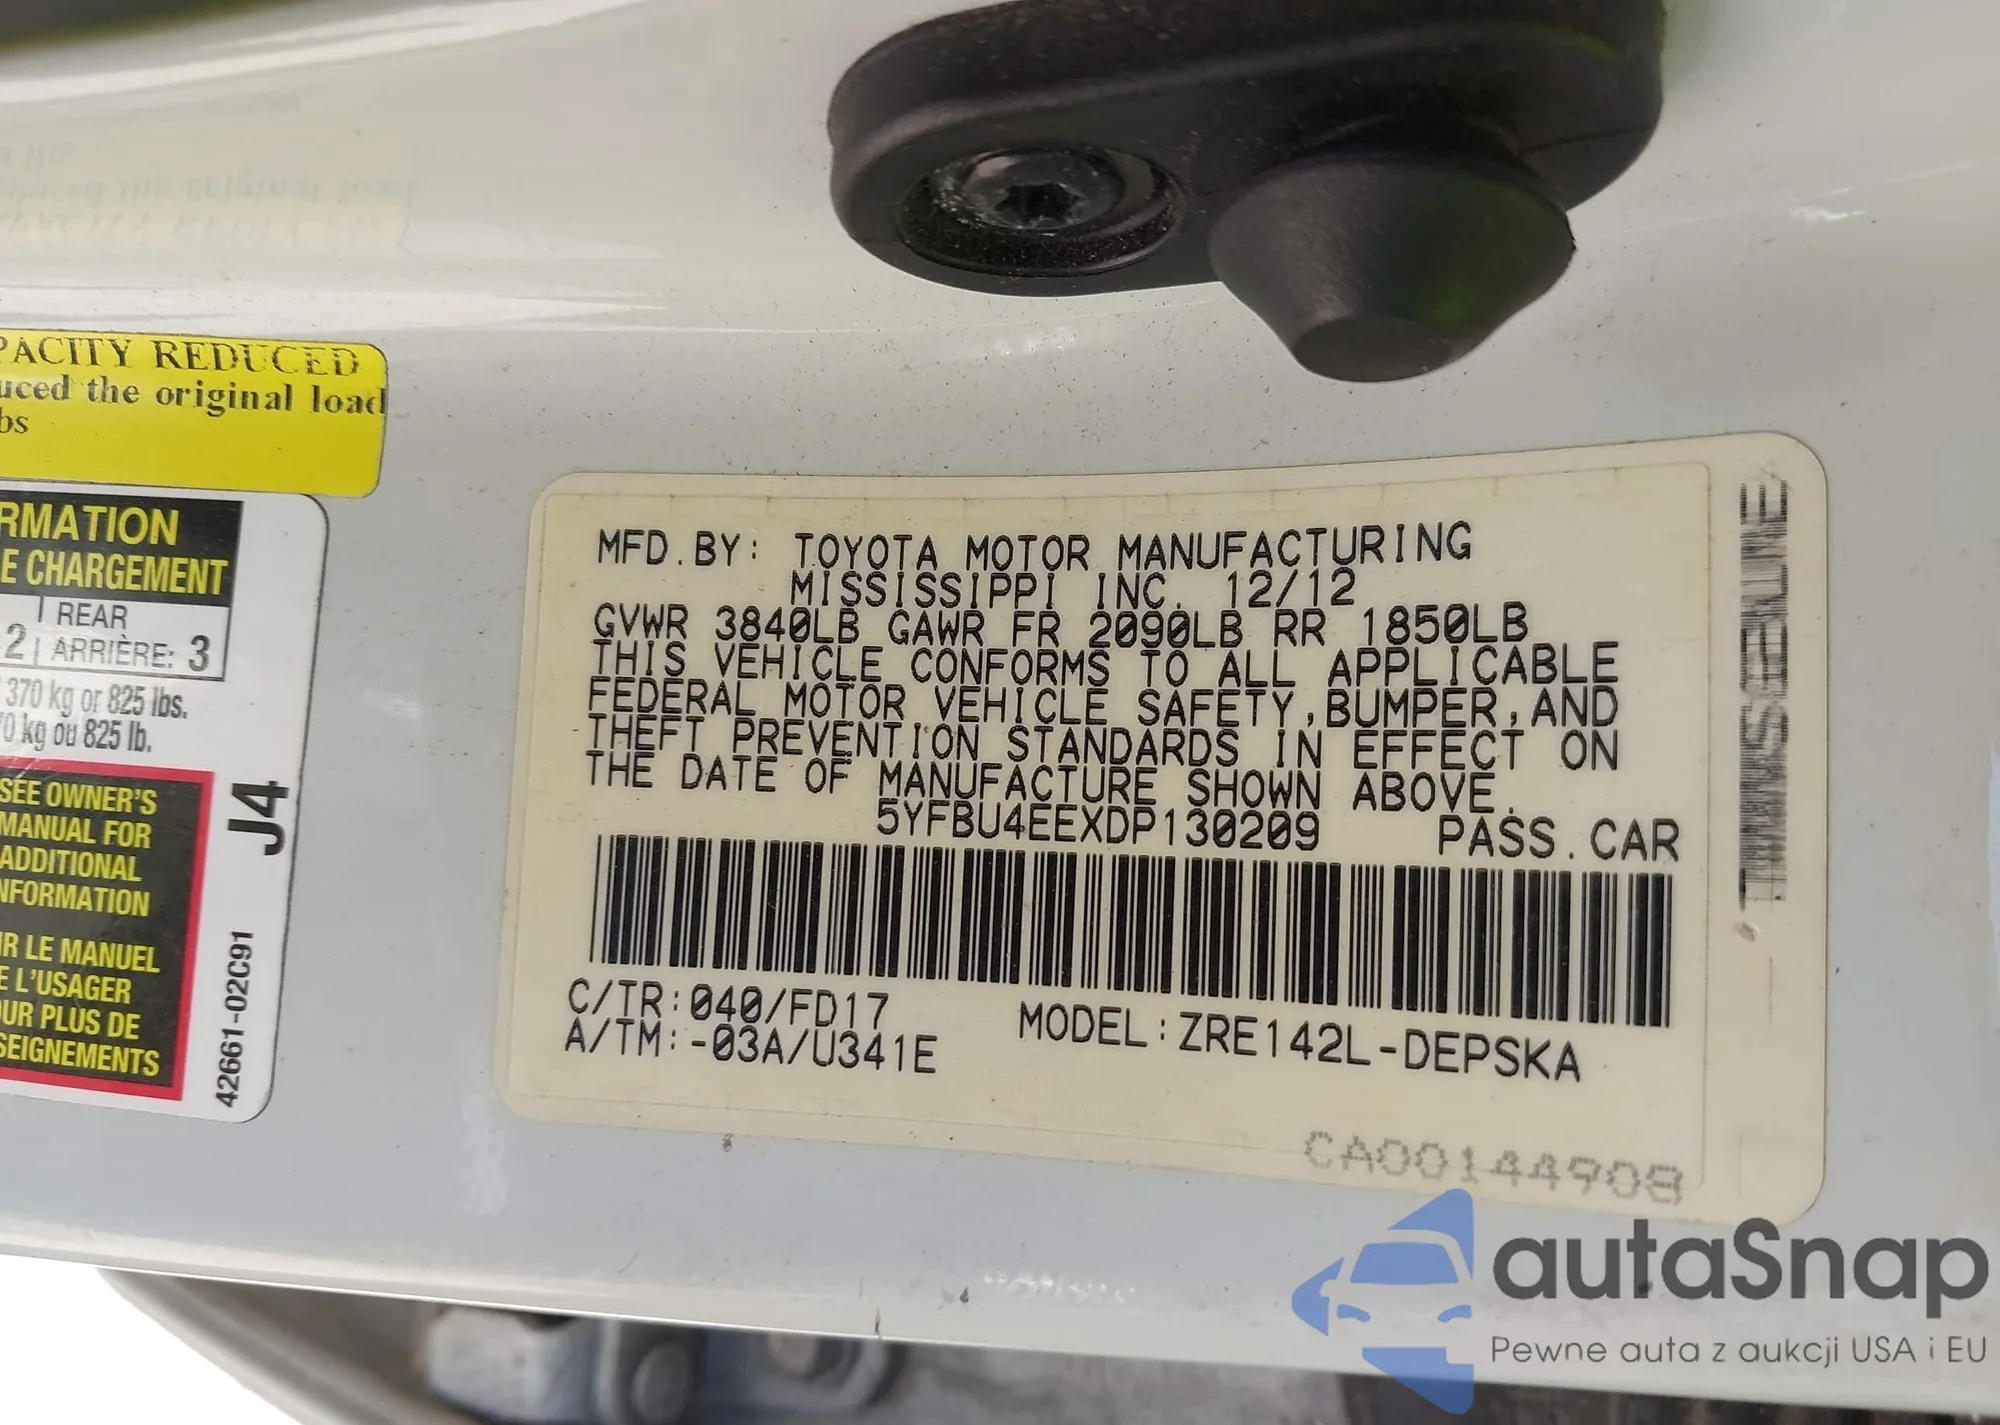 PACITY REDUCED
uced the original load
bs
RMATION
E CHARGEMENT
REAR
2 ARRIÈRE: 3
370 kg or 825 lbs.
70 kg ou 825 lb.
SEE OWNER'S
MANUAL FOR
ADDITIONAL
NFORMATION
IR LE MANUEL
E L'USAGER
OUR PLUS DE
SEIGNEMENTS
J4
42661-02C91
MFD.BY: TOYOTA MOTOR MANUFACTURING
MISSISSIPPI INC. 12/12
GVWR 3840LB GAWR FR 2090LB RR 1850LB
THIS VEHICLE CONFORMS TO ALL APPLICABLE
FEDERAL MOTOR VEHICLE SAFETY,BUMPER,AND
THEFT PREVENTION STANDARDS IN EFFECT ON
THE DATE OF MANUFACTURE SHOWN ABOVE.
5YFBU4EEXDP130209 PASS.CAR
C/TR:040/FD17
A/TM:-03A/U341E
MODEL:ZRE142L-DEPSKA
CA00144908
autaSnap
Pewne auta z aukcji USA i EU